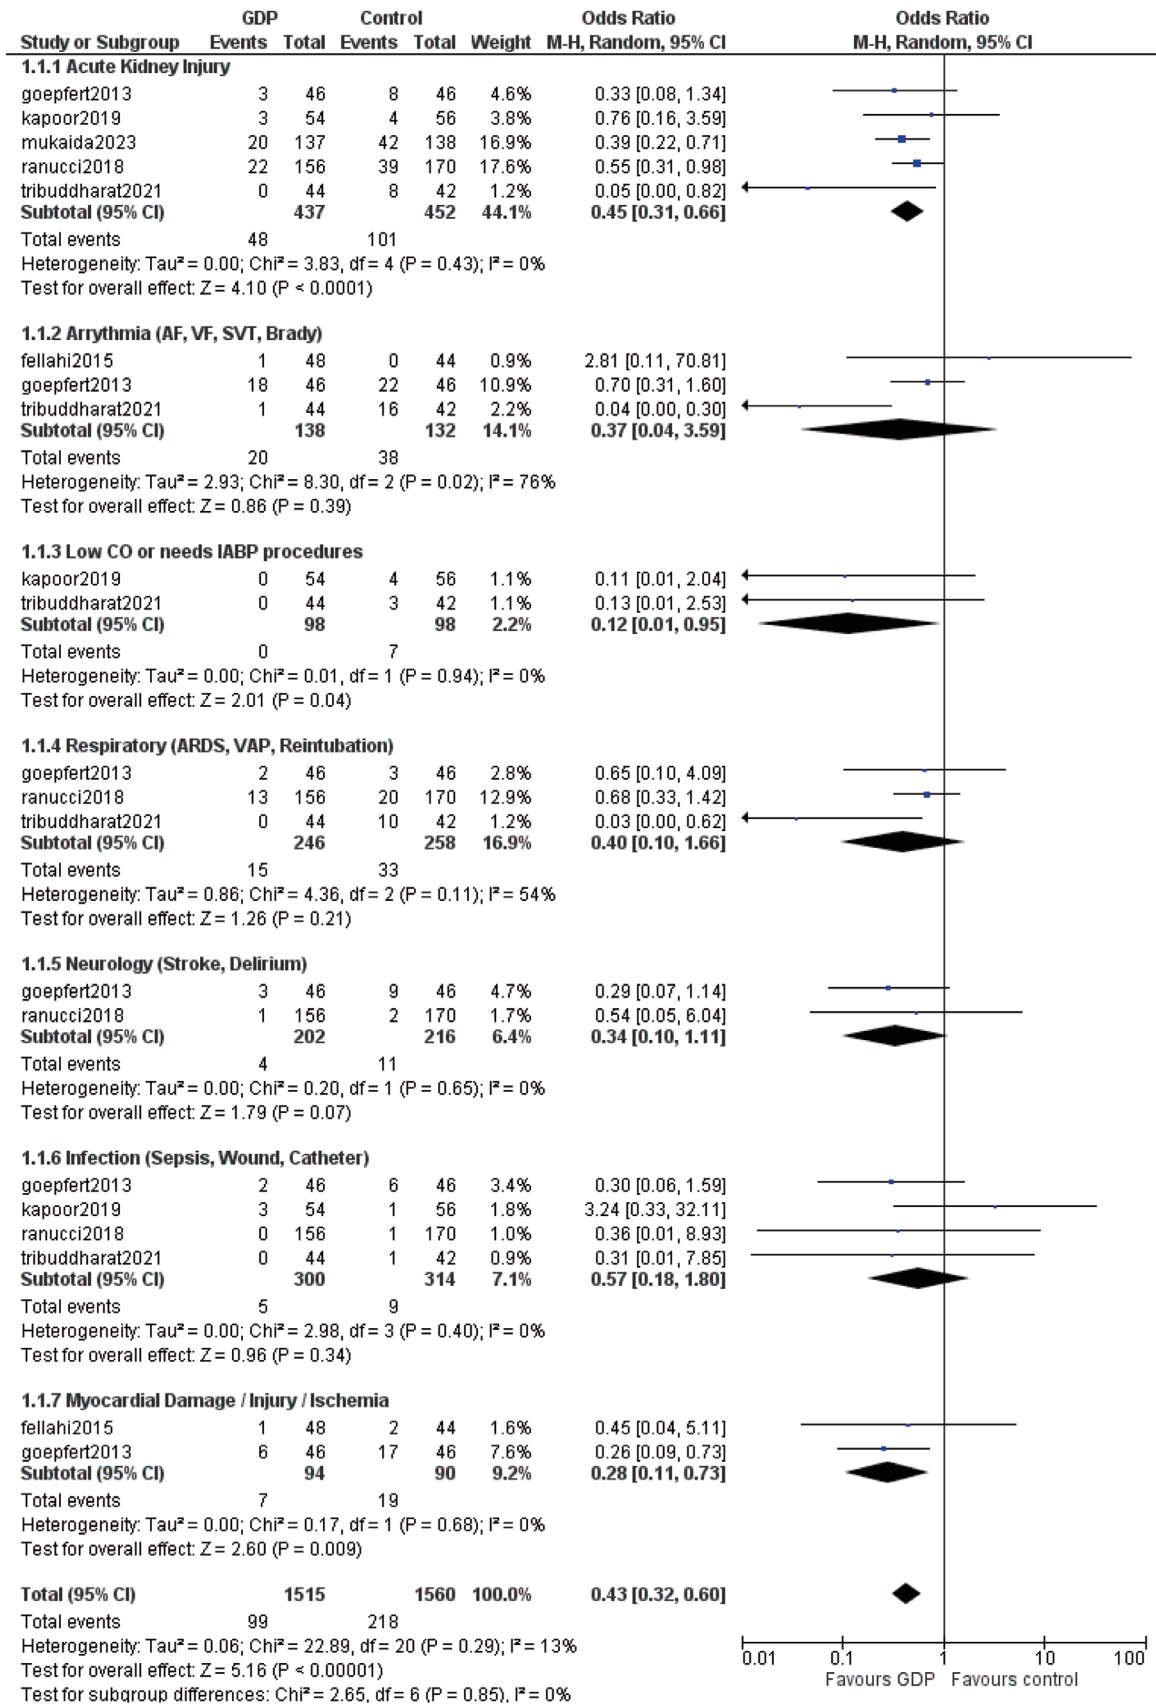 GDP Control Odds Ratio Odds Ratio
Study or Subgroup Events Total Events Total Weight M-H, Random, 95% CI M-H, Random, 95% CI
1.1.1 Acute Kidney Injury
goepfert2013 3 46 8 46 4.6% 0.33 [0.08, 1.34]
kapoor2019 3 54 4 56 3.8% 0.76 [0.16, 3.59]
mukaida2023 20 137 42 138 16.9% 0.39 [0.22, 0.71]
ranucci2018 22 156 39 170 17.6% 0.55 [0.31, 0.98]
tribuddharat2021 0 44 8 42 1.2% 0.05 [0.00, 0.82]
Subtotal (95% CI) 437 452 44.1% 0.45 [0.31, 0.66]
Total events 48 101
Heterogeneity: Tau² = 0.00; Chi² = 3.83, df = 4 (P = 0.43); I² = 0%
Test for overall effect: Z = 4.10 (P < 0.0001)
1.1.2 Arrythmia (AF, VF, SVT, Brady)
fellahi2015 1 48 0 44 0.9% 2.81 [0.11, 70.81]
goepfert2013 18 46 22 46 10.9% 0.70 [0.31, 1.60]
tribuddharat2021 1 44 16 42 2.2% 0.04 [0.00, 0.30]
Subtotal (95% CI) 138 132 14.1% 0.37 [0.04, 3.59]
Total events 20 38
Heterogeneity: Tau² = 2.93; Chi² = 8.30, df = 2 (P = 0.02); I² = 76%
Test for overall effect: Z = 0.86 (P = 0.39)
1.1.3 Low CO or needs IABP procedures
kapoor2019 0 54 4 56 1.1% 0.11 [0.01, 2.04]
tribuddharat2021 0 44 3 42 1.1% 0.13 [0.01, 2.53]
Subtotal (95% CI) 98 98 2.2% 0.12 [0.01, 0.95]
Total events 0 7
Heterogeneity: Tau² = 0.00; Chi² = 0.01, df = 1 (P = 0.94); I² = 0%
Test for overall effect: Z = 2.01 (P = 0.04)
1.1.4 Respiratory (ARDS, VAP, Reintubation)
goepfert2013 2 46 3 46 2.8% 0.65 [0.10, 4.09]
ranucci2018 13 156 20 170 12.9% 0.68 [0.33, 1.42]
tribuddharat2021 0 44 10 42 1.2% 0.03 [0.00, 0.62]
Subtotal (95% CI) 246 258 16.9% 0.40 [0.10, 1.66]
Total events 15 33
Heterogeneity: Tau² = 0.86; Chi² = 4.36, df = 2 (P = 0.11); I² = 54%
Test for overall effect: Z = 1.26 (P = 0.21)
1.1.5 Neurology (Stroke, Delirium)
goepfert2013 3 46 9 46 4.7% 0.29 [0.07, 1.14]
ranucci2018 1 156 2 170 1.7% 0.54 [0.05, 6.04]
Subtotal (95% CI) 202 216 6.4% 0.34 [0.10, 1.11]
Total events 4 11
Heterogeneity: Tau² = 0.00; Chi² = 0.20, df = 1 (P = 0.65); I² = 0%
Test for overall effect: Z = 1.79 (P = 0.07)
1.1.6 Infection (Sepsis, Wound, Catheter)
goepfert2013 2 46 6 46 3.4% 0.30 [0.06, 1.59]
kapoor2019 3 54 1 56 1.8% 3.24 [0.33, 32.11]
ranucci2018 0 156 1 170 1.0% 0.36 [0.01, 8.93]
tribuddharat2021 0 44 1 42 0.9% 0.31 [0.01, 7.85]
Subtotal (95% CI) 300 314 7.1% 0.57 [0.18, 1.80]
Total events 5 9
Heterogeneity: Tau² = 0.00; Chi² = 2.98, df = 3 (P = 0.40); I² = 0%
Test for overall effect: Z = 0.96 (P = 0.34)
1.1.7 Myocardial Damage / Injury / Ischemia
fellahi2015 1 48 2 44 1.6% 0.45 [0.04, 5.11]
goepfert2013 6 46 17 46 7.6% 0.26 [0.09, 0.73]
Subtotal (95% CI) 94 90 9.2% 0.28 [0.11, 0.73]
Total events 7 19
Heterogeneity: Tau² = 0.00; Chi² = 0.17, df = 1 (P = 0.68); I² = 0%
Test for overall effect: Z = 2.60 (P = 0.009)
Total (95% CI) 1515 1560 100.0% 0.43 [0.32, 0.60]
Total events 99 218
Heterogeneity: Tau² = 0.06; Chi² = 22.89, df = 20 (P = 0.29); I² = 13%
Test for overall effect: Z = 5.16 (P < 0.00001)
Test for subgroup differences: Chi² = 2.65, df = 6 (P = 0.85), I² = 0%
0.01 0.1 1 10 100
Favours GDP Favours control